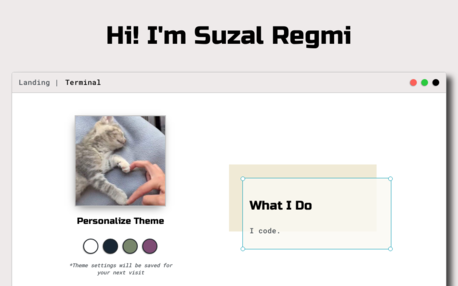 Hi! I'm Suzal Regmi
Landing | Terminal
Personalize Theme
What I Do
I code.
*Theme settings will be saved for
your next visit